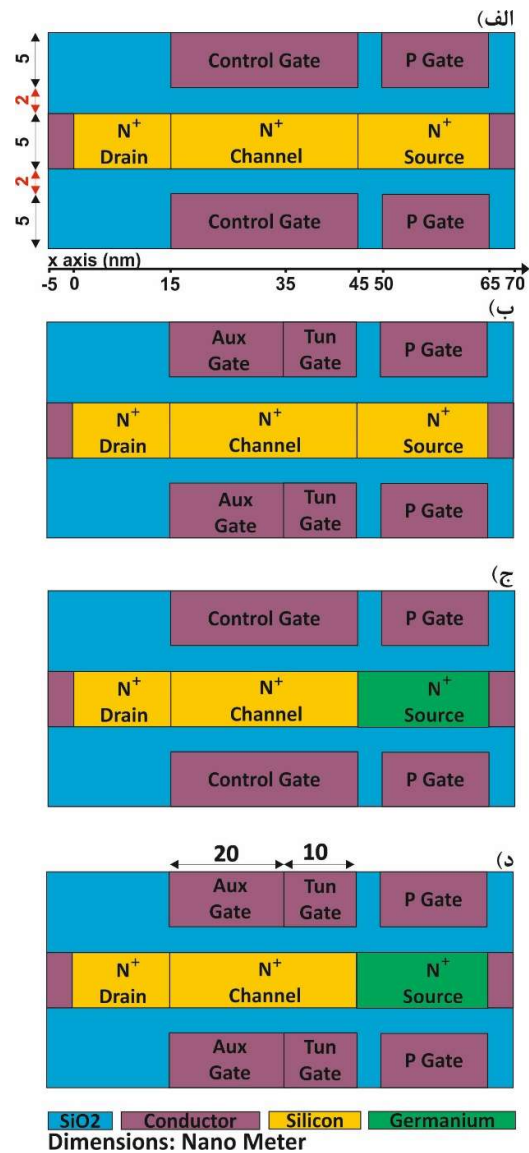 الف)
5
Control Gate
P Gate
2
5
N+
Drain
N+
Channel
N+
Source
2
5
Control Gate
P Gate
x axis (nm)
-5 0 15 35 45 50 65 70
ب)
Aux
Gate
Tun
Gate
P Gate
N+
Drain
N+
Channel
N+
Source
Aux
Gate
Tun
Gate
P Gate
ج)
Control Gate
P Gate
N+
Drain
N+
Channel
N+
Source
Control Gate
P Gate
د)
20
10
Aux
Gate
Tun
Gate
P Gate
N+
Drain
N+
Channel
N+
Source
Aux
Gate
Tun
Gate
P Gate
SiO2 Conductor Silicon Germanium
Dimensions: Nano Meter